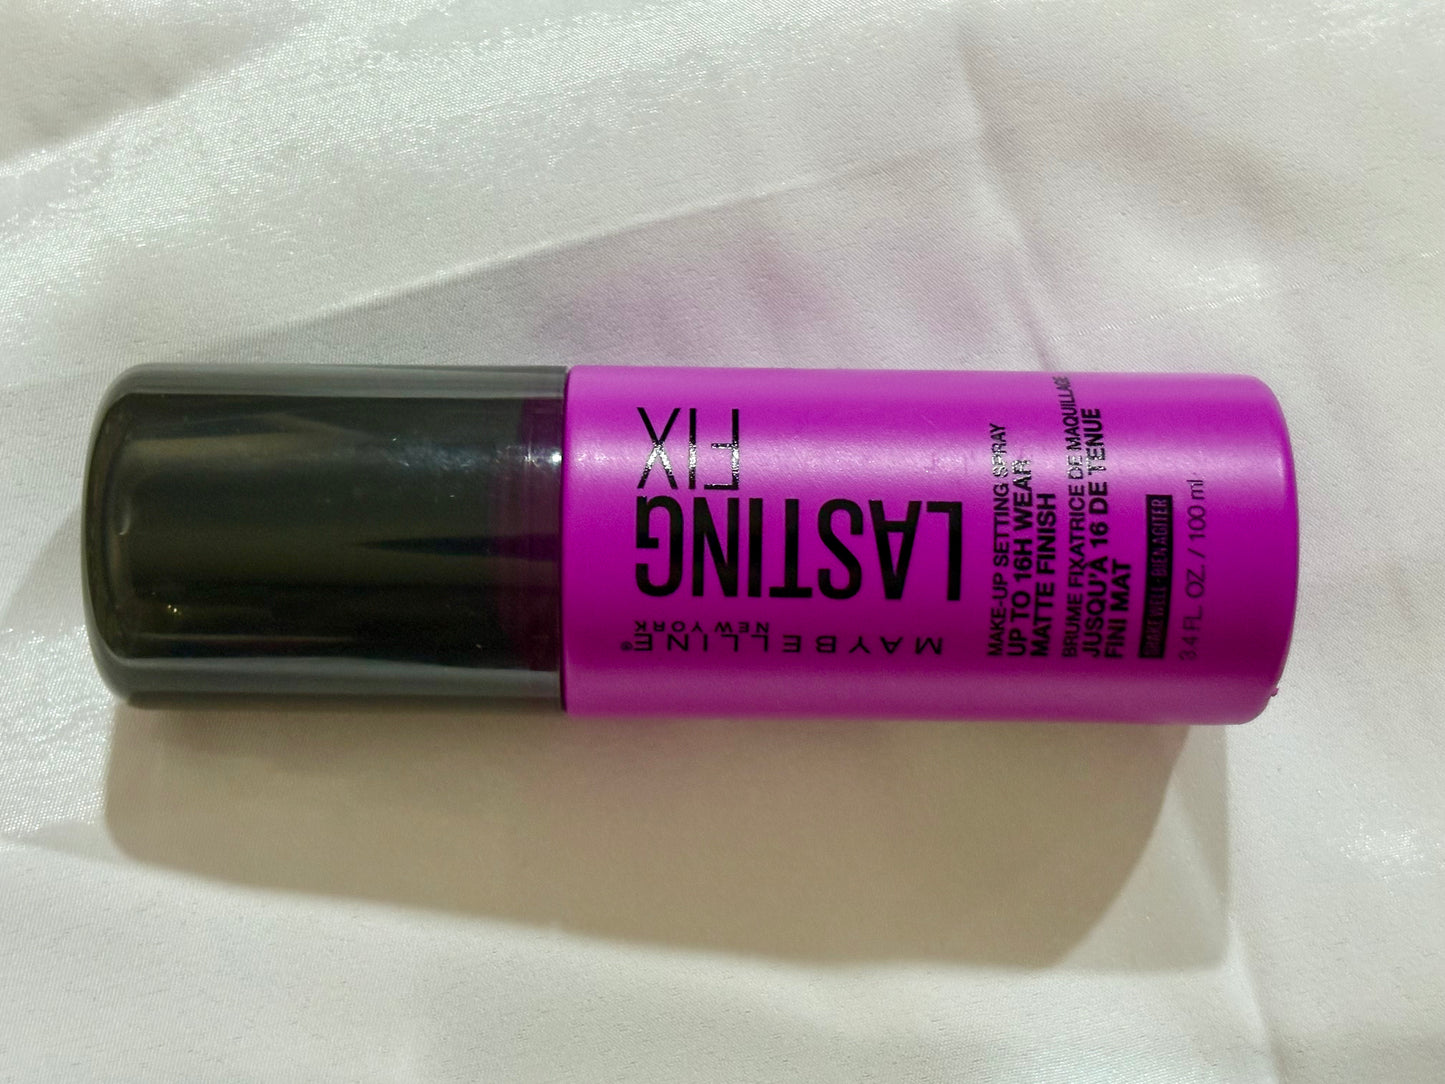 MAYBELLINE®
NEW YORK
LASTING
FIX
MAKE-UP SETTING SPRAY
UP TO 16H WEAR
MATTE FINISH
BRUME FIXATRICE DE MAQUILLAGE
JUSQU'À 16 DE TENUE
FINI MAT
SHAKE WELL·BIEN AGITER
3.4 FL. OZ. / 100 ml